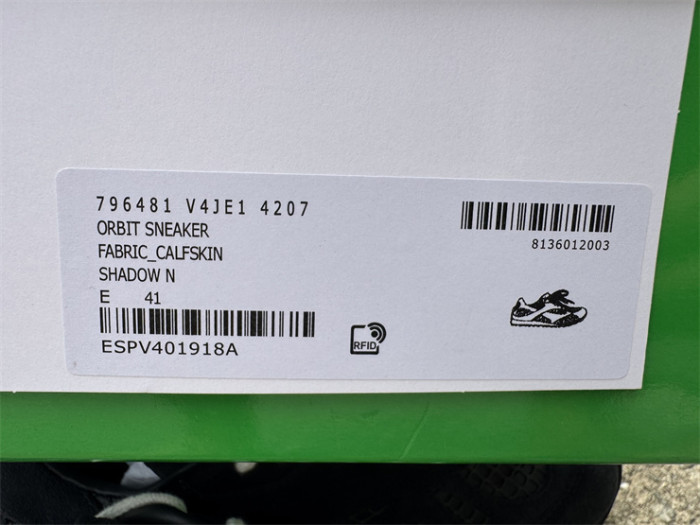 796481 V4JE1 4207
ORBIT SNEAKER
FABRIC_CALFSKIN
SHADOW N
E 41
ESPV401918A
8136012003
RFID